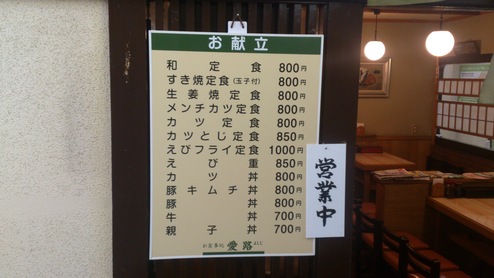 お献立
和定食 800円
すき焼定食(玉子付) 800円
生姜焼定食 800円
メンチカツ定食 800円
カツ定食 800円
カツとじ定食 850円
えびフライ定食 1000円
えび重 850円
カツ丼 800円
豚キムチ丼 800円
豚丼 800円
牛丼 700円
親子丼 700円
お食事処 愛路
営業中